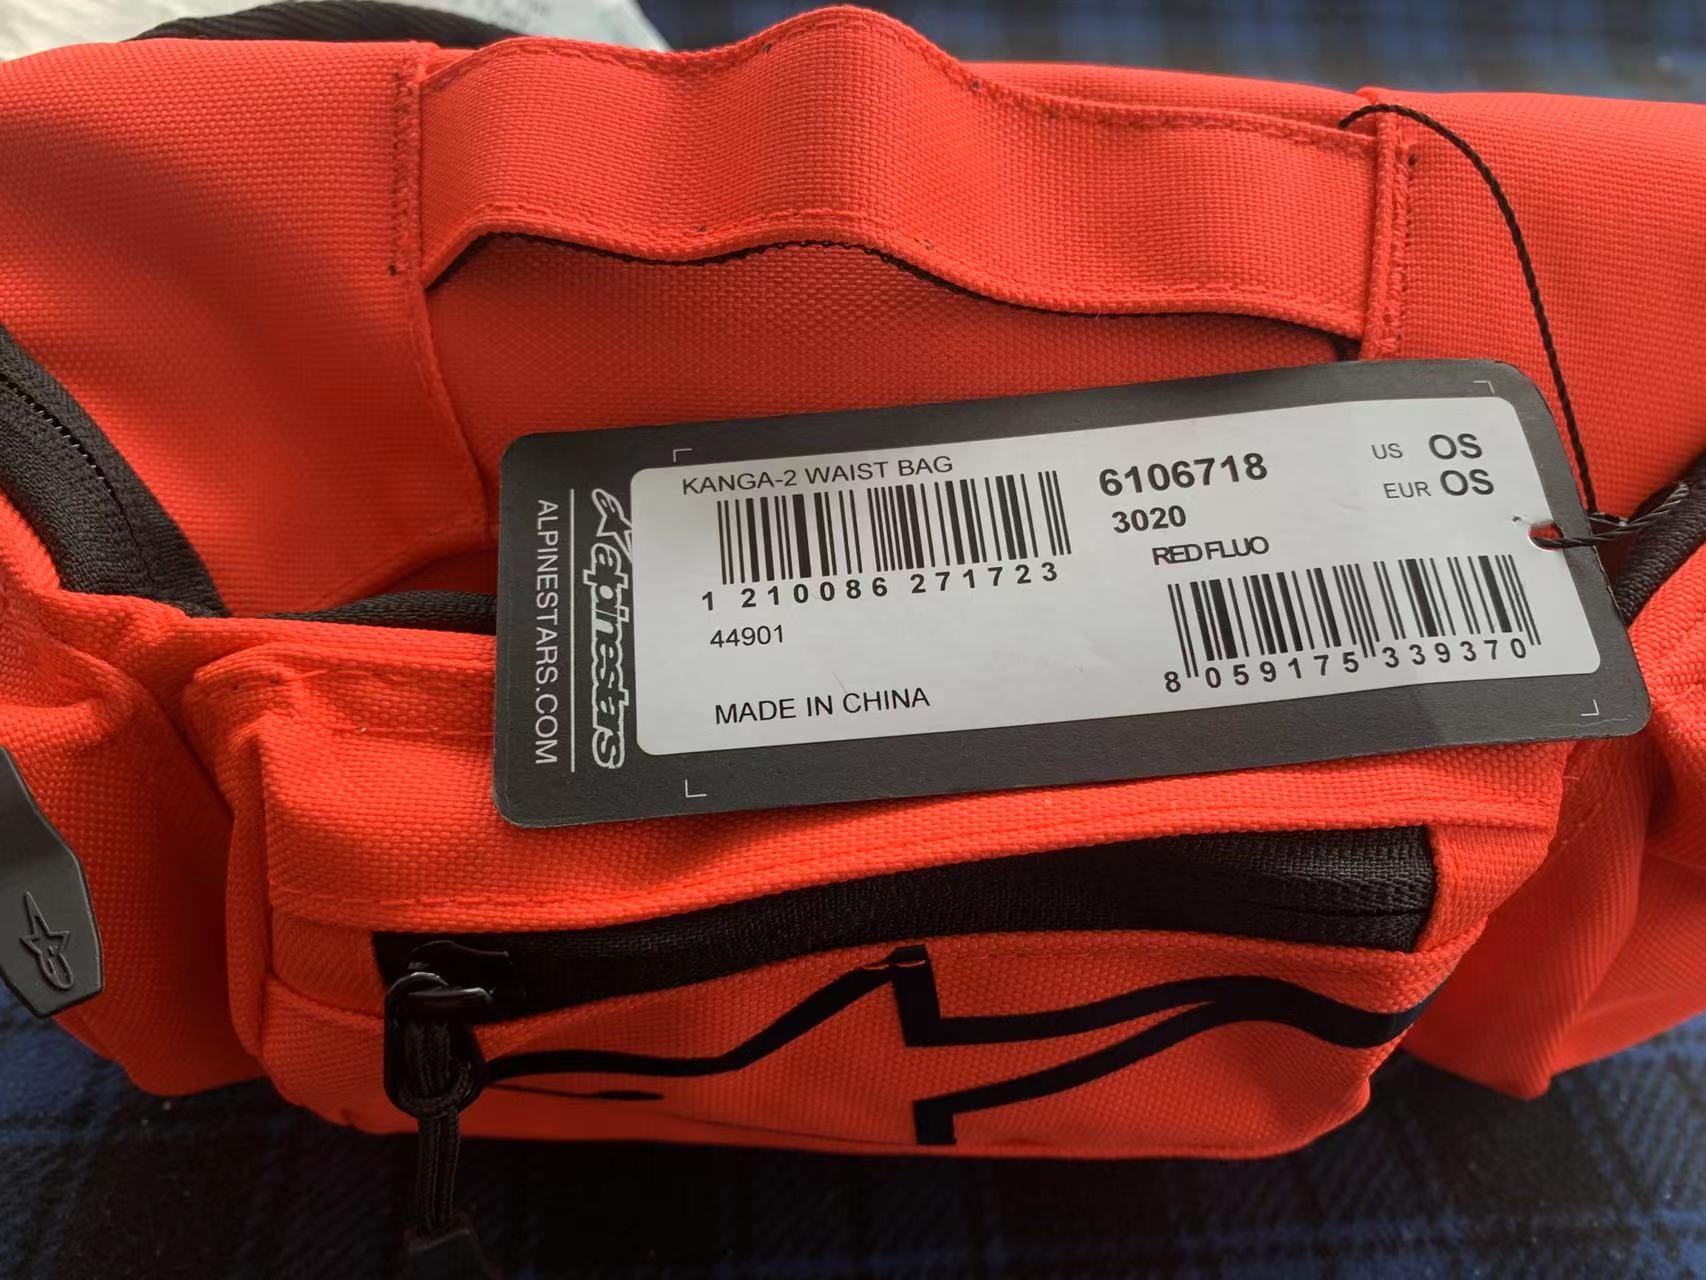 KANGA-2 WAIST BAG
1 210086 271723
44901
MADE IN CHINA
6106718
3020
RED FLUO
US OS
EUR OS
8 059175 339370
alpinestars
ALPINESTARS.COM